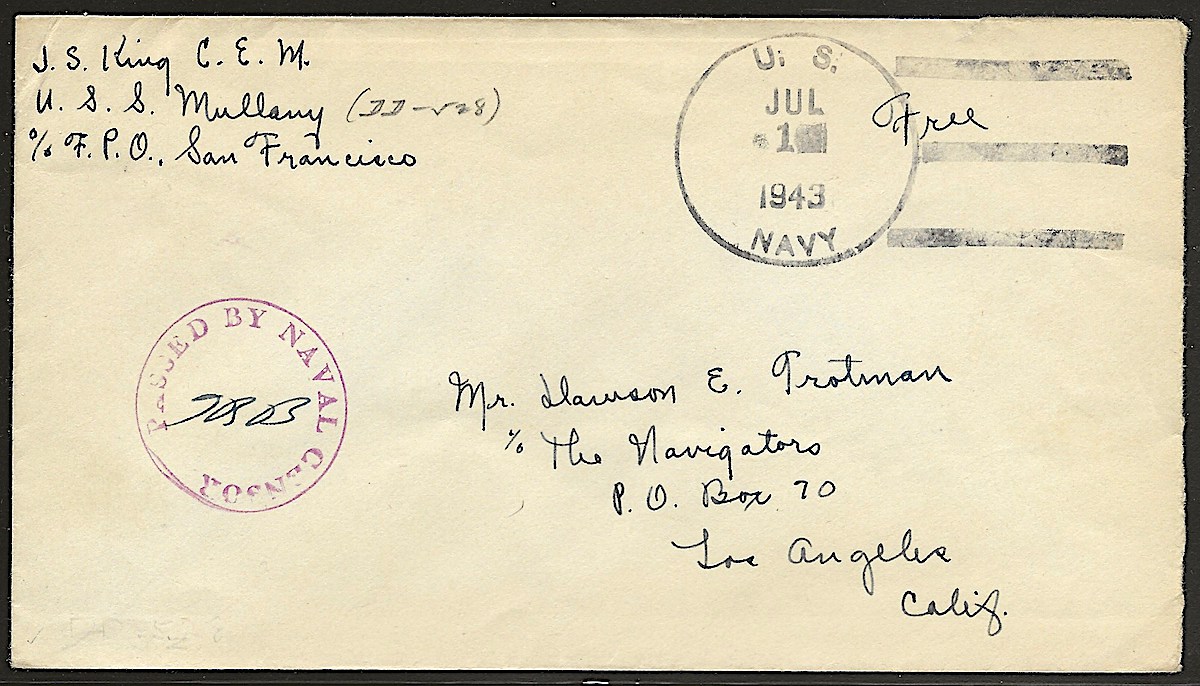 J. S. King C. E. M.
U. S. S. Mullany (DD-528)
% F. P. O., San Francisco
U. S.
JUL
1
1943
NAVY
Free
PASSED BY NAVAL CENSOR
Mr. Dawson E. Trotman
% The Navigators
P. O. Box 70
Los Angeles
Calif.